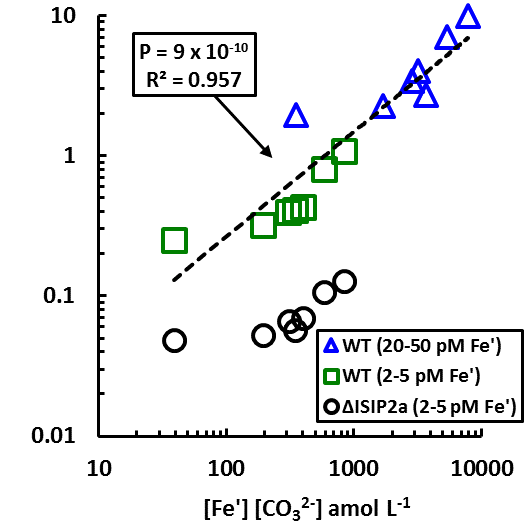 10
P = 9 x 10⁻¹⁰
R² = 0.957
1
0.1
WT (20-50 pM Fe')
WT (2-5 pM Fe')
ΔISIP2a (2-5 pM Fe')
0.01
10 100 1000 10000
[Fe'] [CO₃²⁻] amol L⁻¹